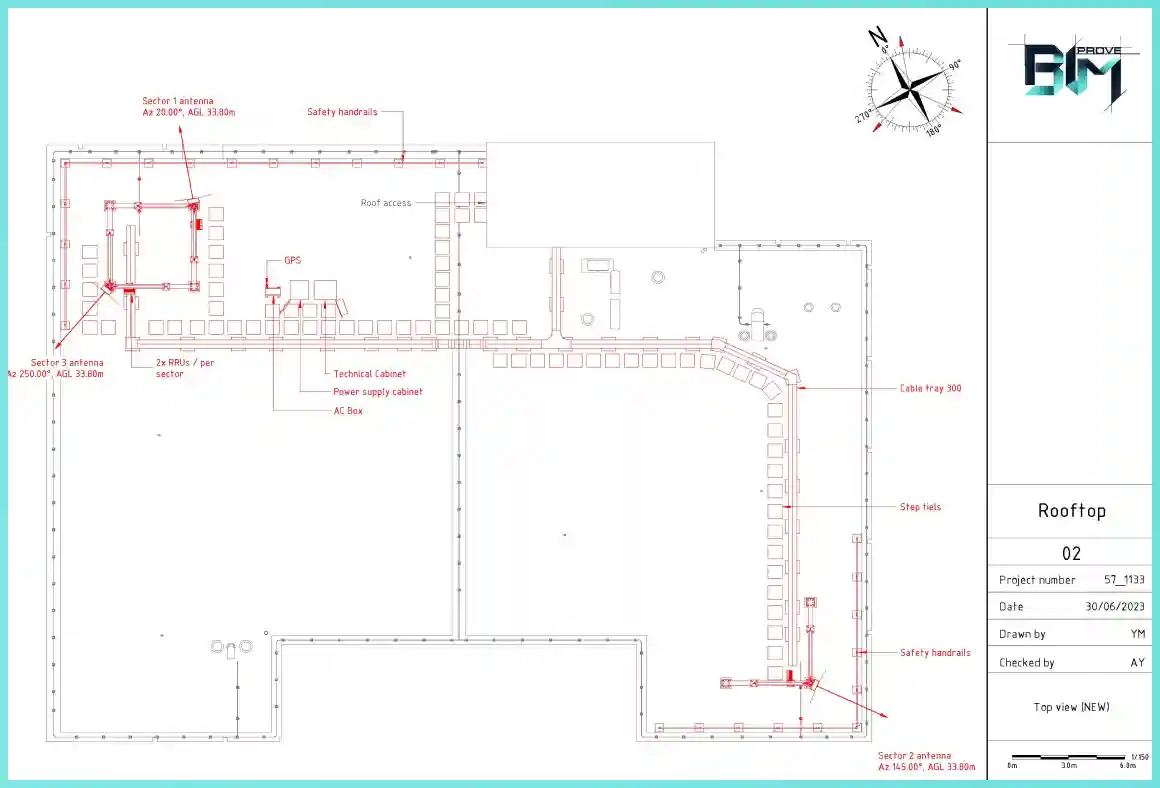 N
0°
90°
180°
270°
BIM
PROVE
Sector 1 antenna
Az 20.00°, AGL 33.80m
Safety handrails
Roof access
GPS
Sector 3 antenna
Az 250.00°, AGL 33.80m
2x RRUs / per
sector
Technical Cabinet
Power supply cabinet
AC Box
Cable tray 300
Step tiels
Safety handrails
Sector 2 antenna
Az 145.00°, AGL 33.80m
Rooftop
02
Project number 57_1133
Date 30/06/2023
Drawn by YM
Checked by AY
Top view (NEW)
1/150
0m 3.0m 6.0m